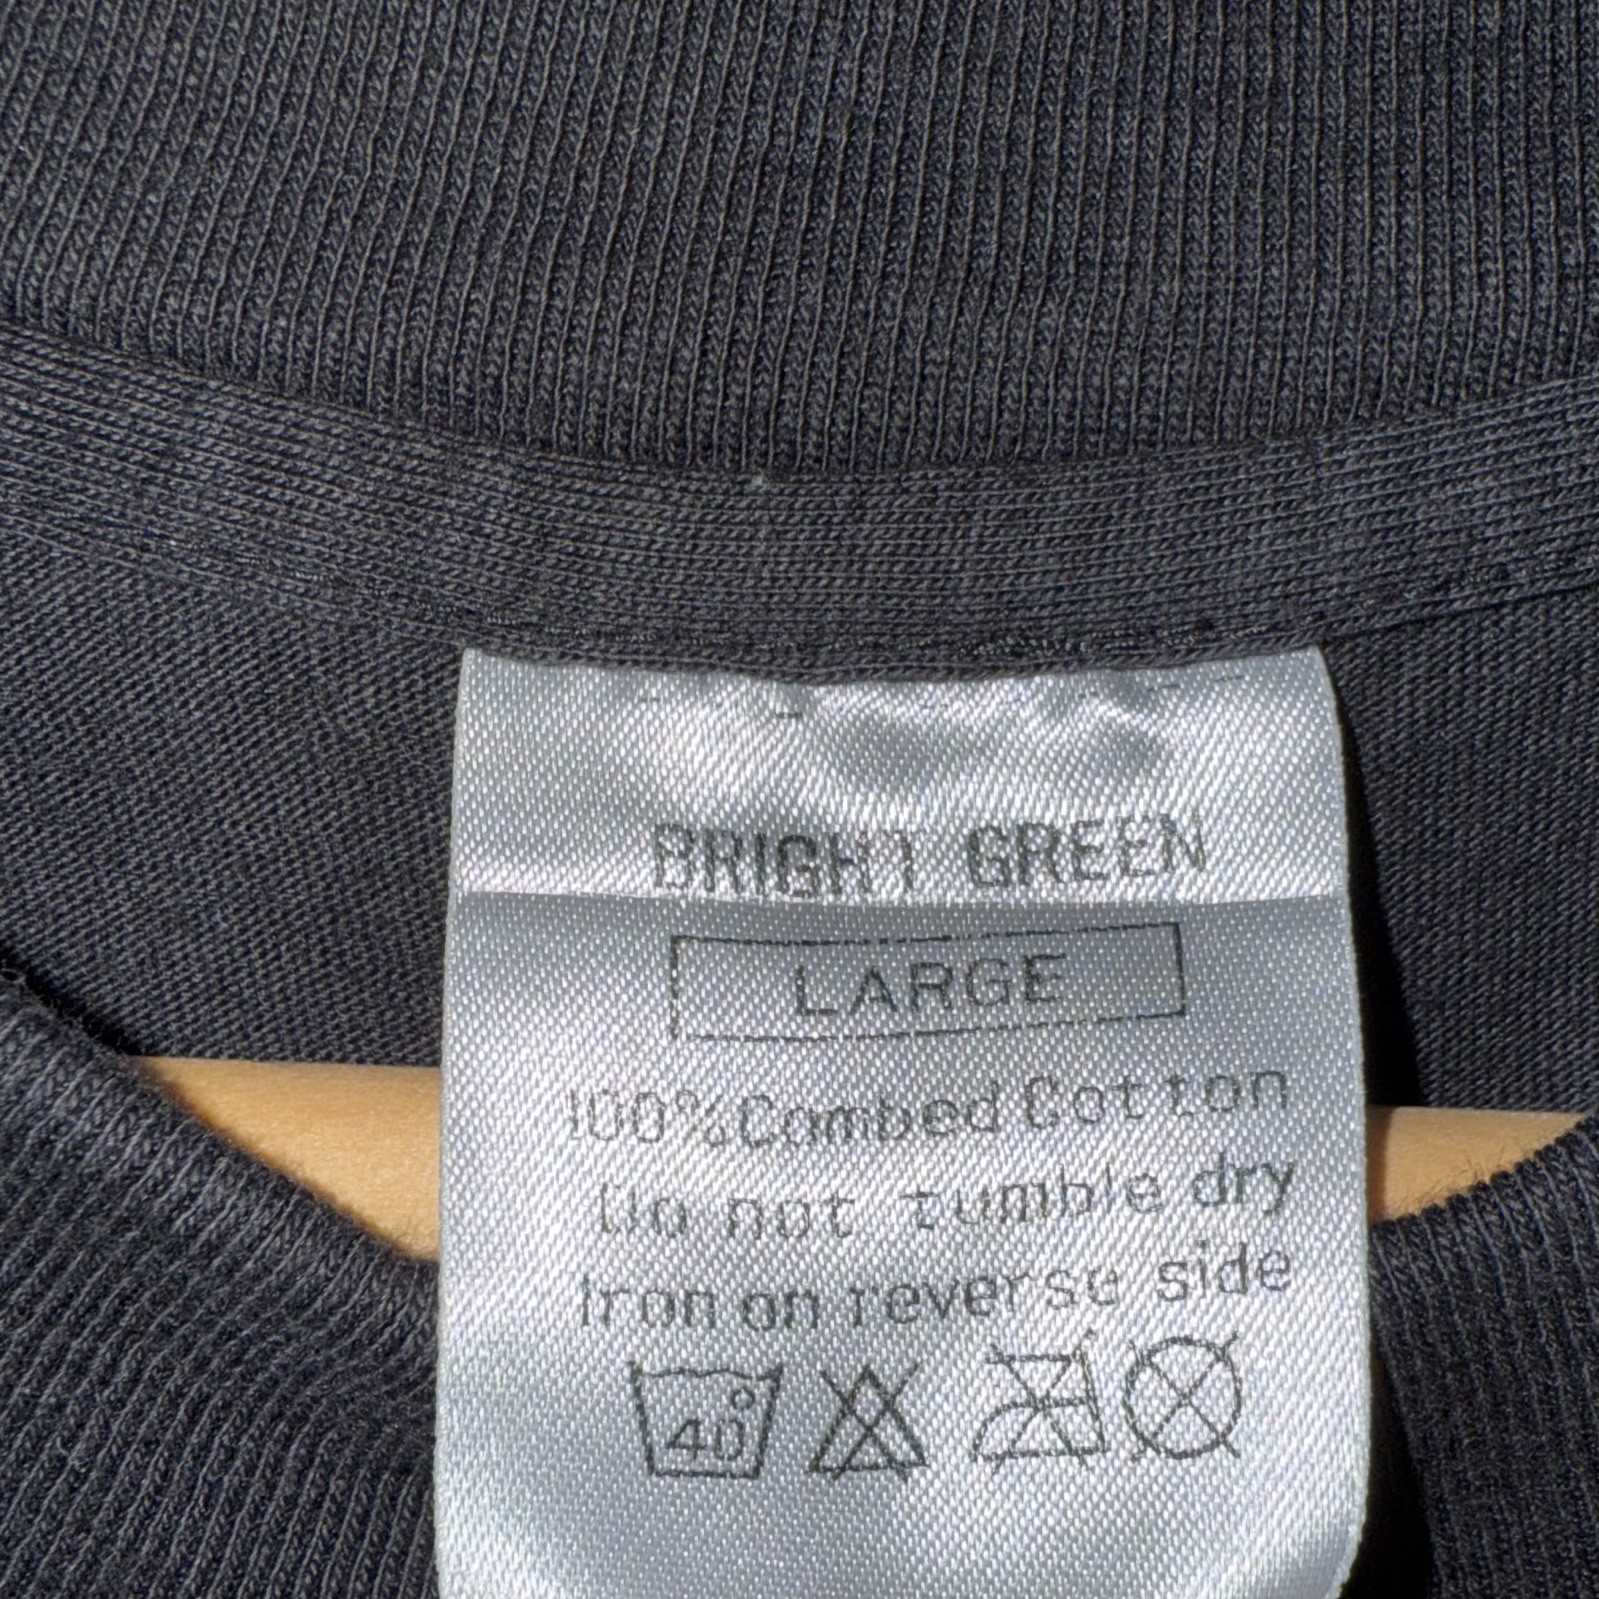 BRIGHT GREEN
LARGE
100% Combed Cotton
Do not tumble dry
Iron on reverse side
40°